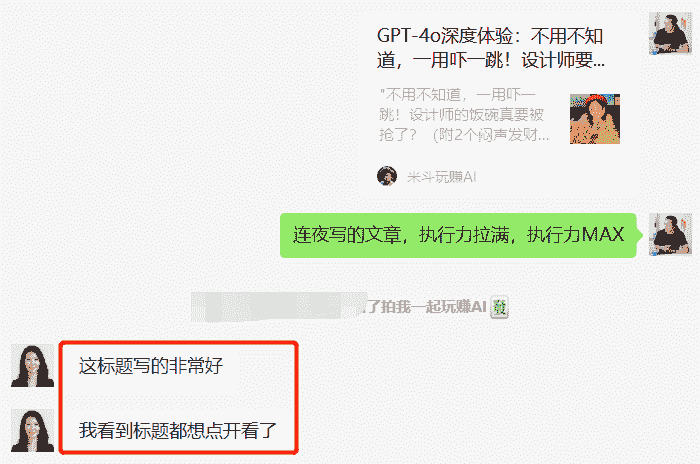 GPT-4o深度体验：不用不知
道，一用吓一跳！设计师要...
"不用不知道，一用吓一
跳！设计师的饭碗真要被
抢了？（附2个闷声发财...
米斗玩赚AI
连夜写的文章，执行力拉满，执行力MAX
了拍我一起玩赚AI 發
这标题写的非常好
我看到标题都想点开看了